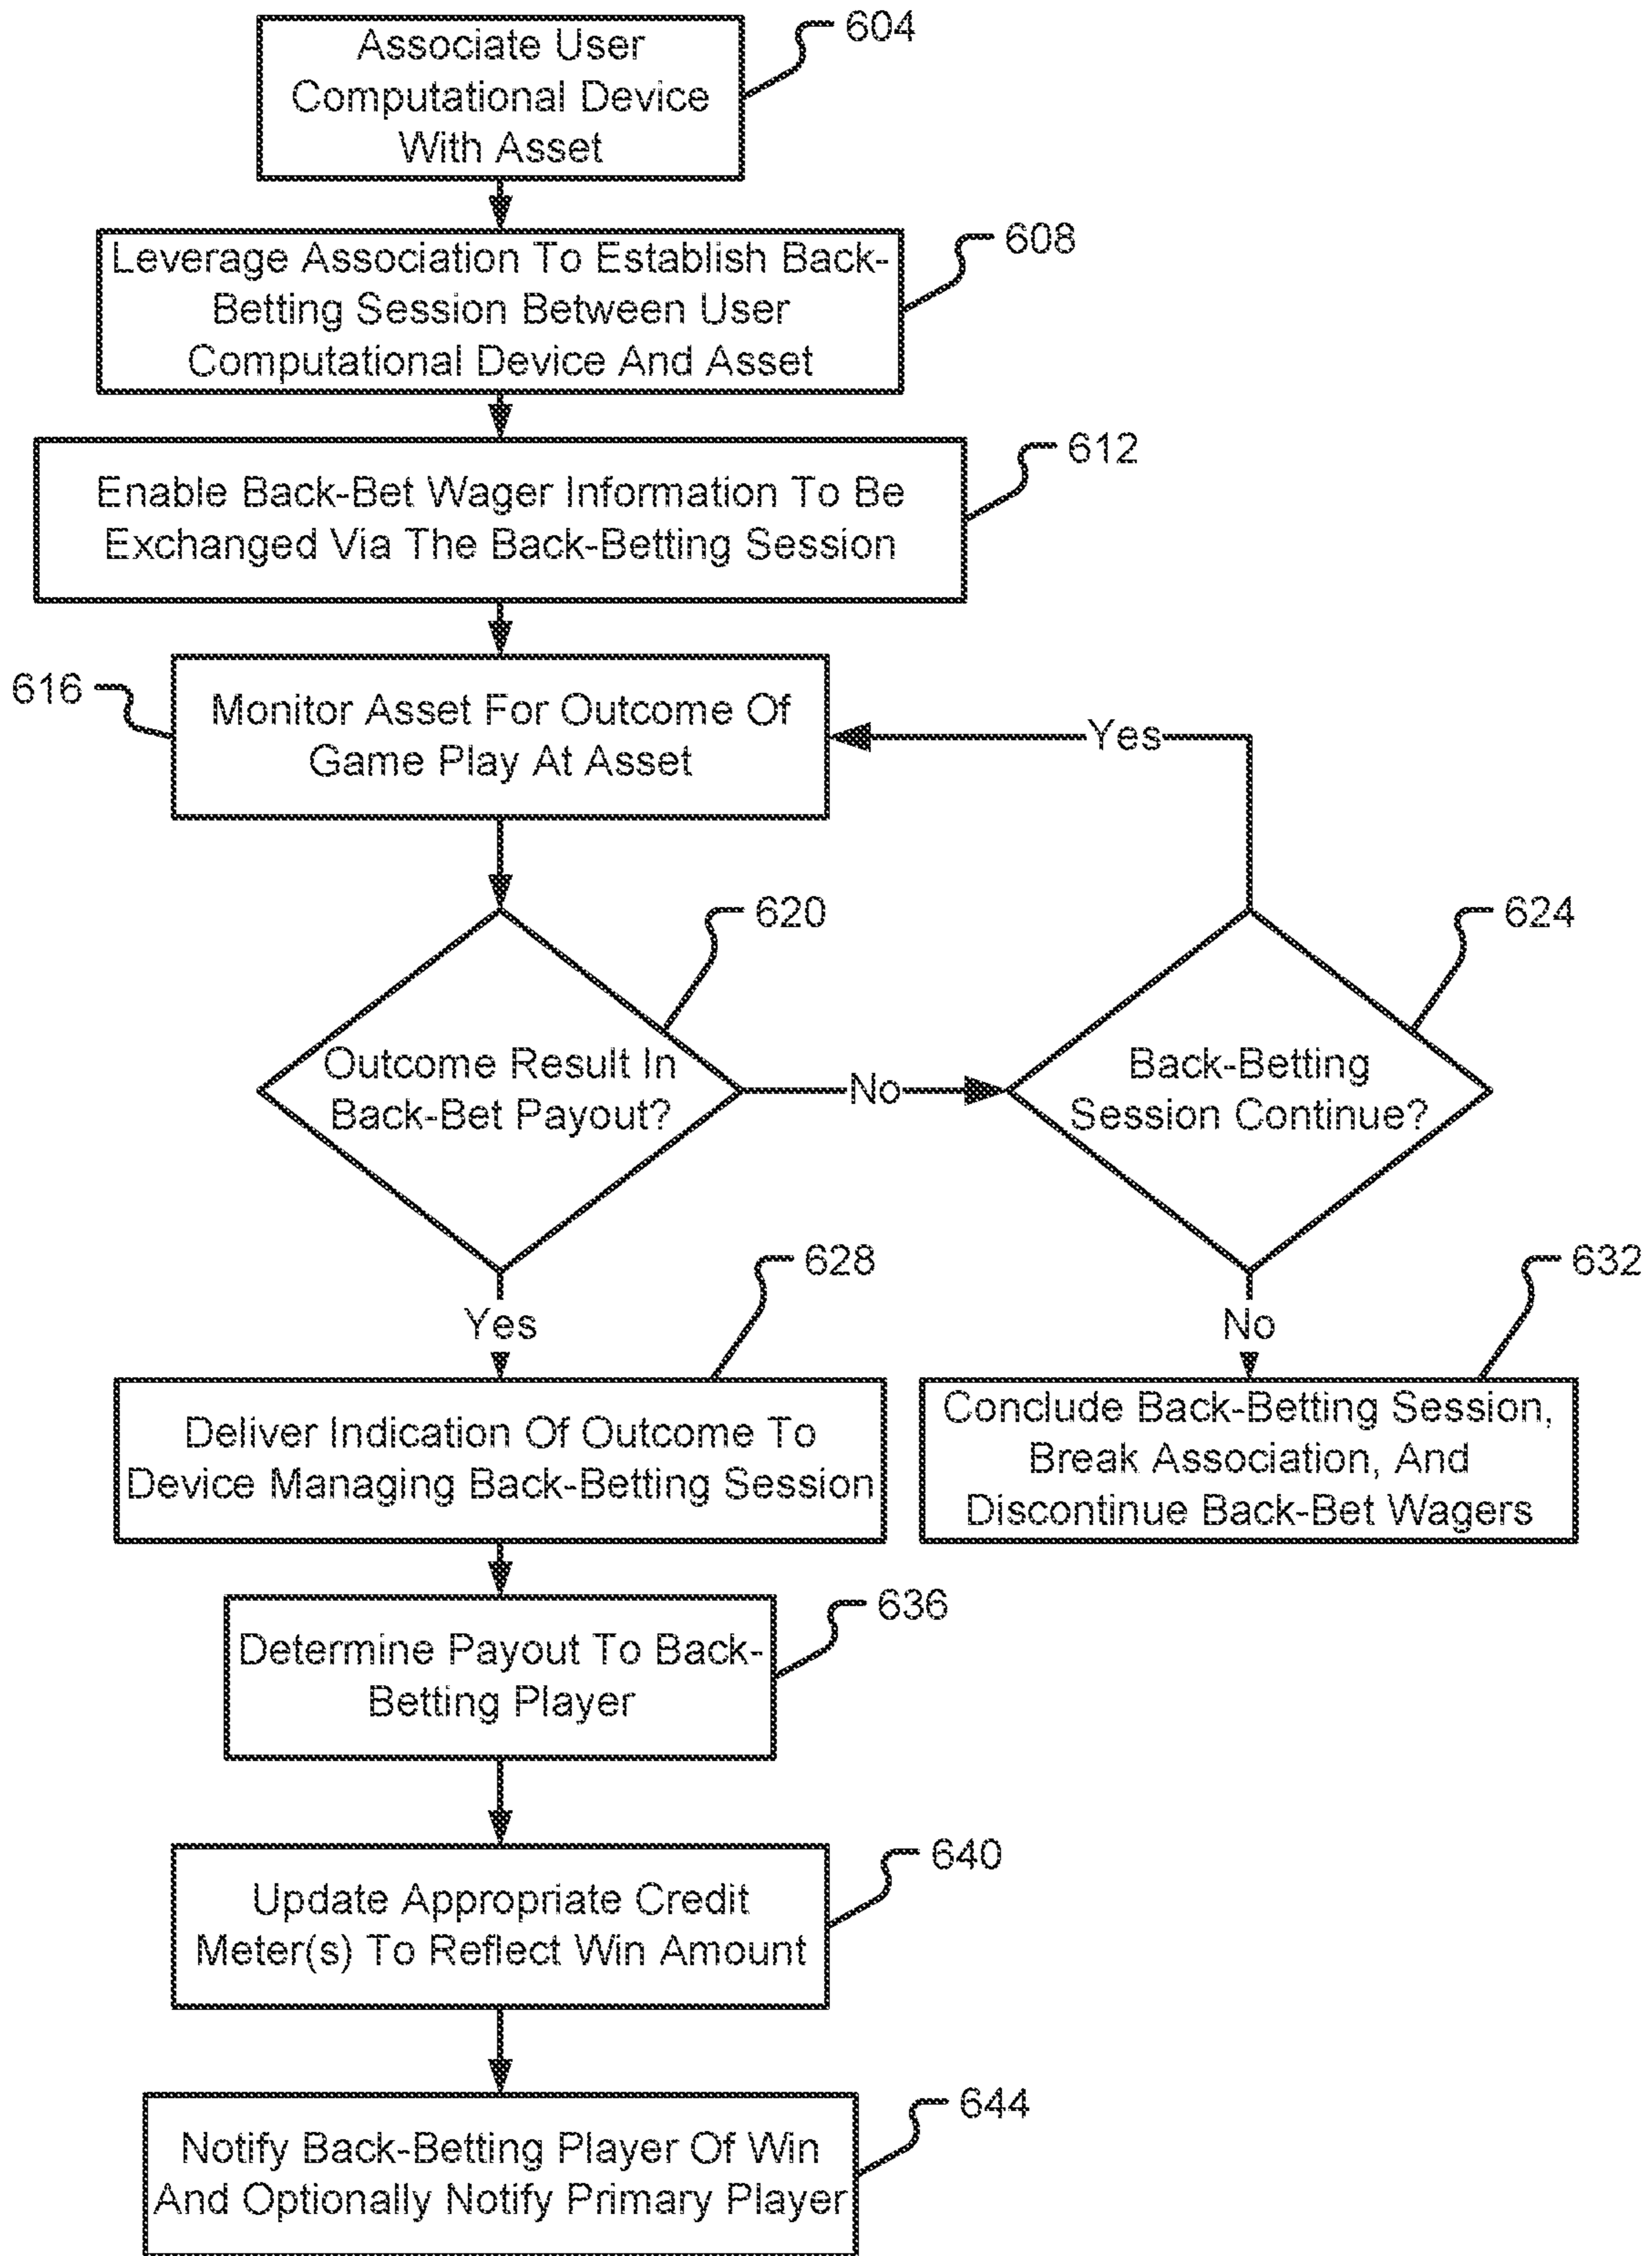 Associate User
Computational Device
With Asset
604
Leverage Association To Establish Back-
Betting Session Between User
Computational Device And Asset
608
Enable Back-Bet Wager Information To Be
Exchanged Via The Back-Betting Session
612
616
Monitor Asset For Outcome Of
Game Play At Asset
Yes
620
Outcome Result In
Back-Bet Payout?
No
624
Back-Betting
Session Continue?
Yes
628
Deliver Indication Of Outcome To
Device Managing Back-Betting Session
No
632
Conclude Back-Betting Session,
Break Association, And
Discontinue Back-Bet Wagers
636
Determine Payout To Back-
Betting Player
640
Update Appropriate Credit
Meter(s) To Reflect Win Amount
644
Notify Back-Betting Player Of Win
And Optionally Notify Primary Player